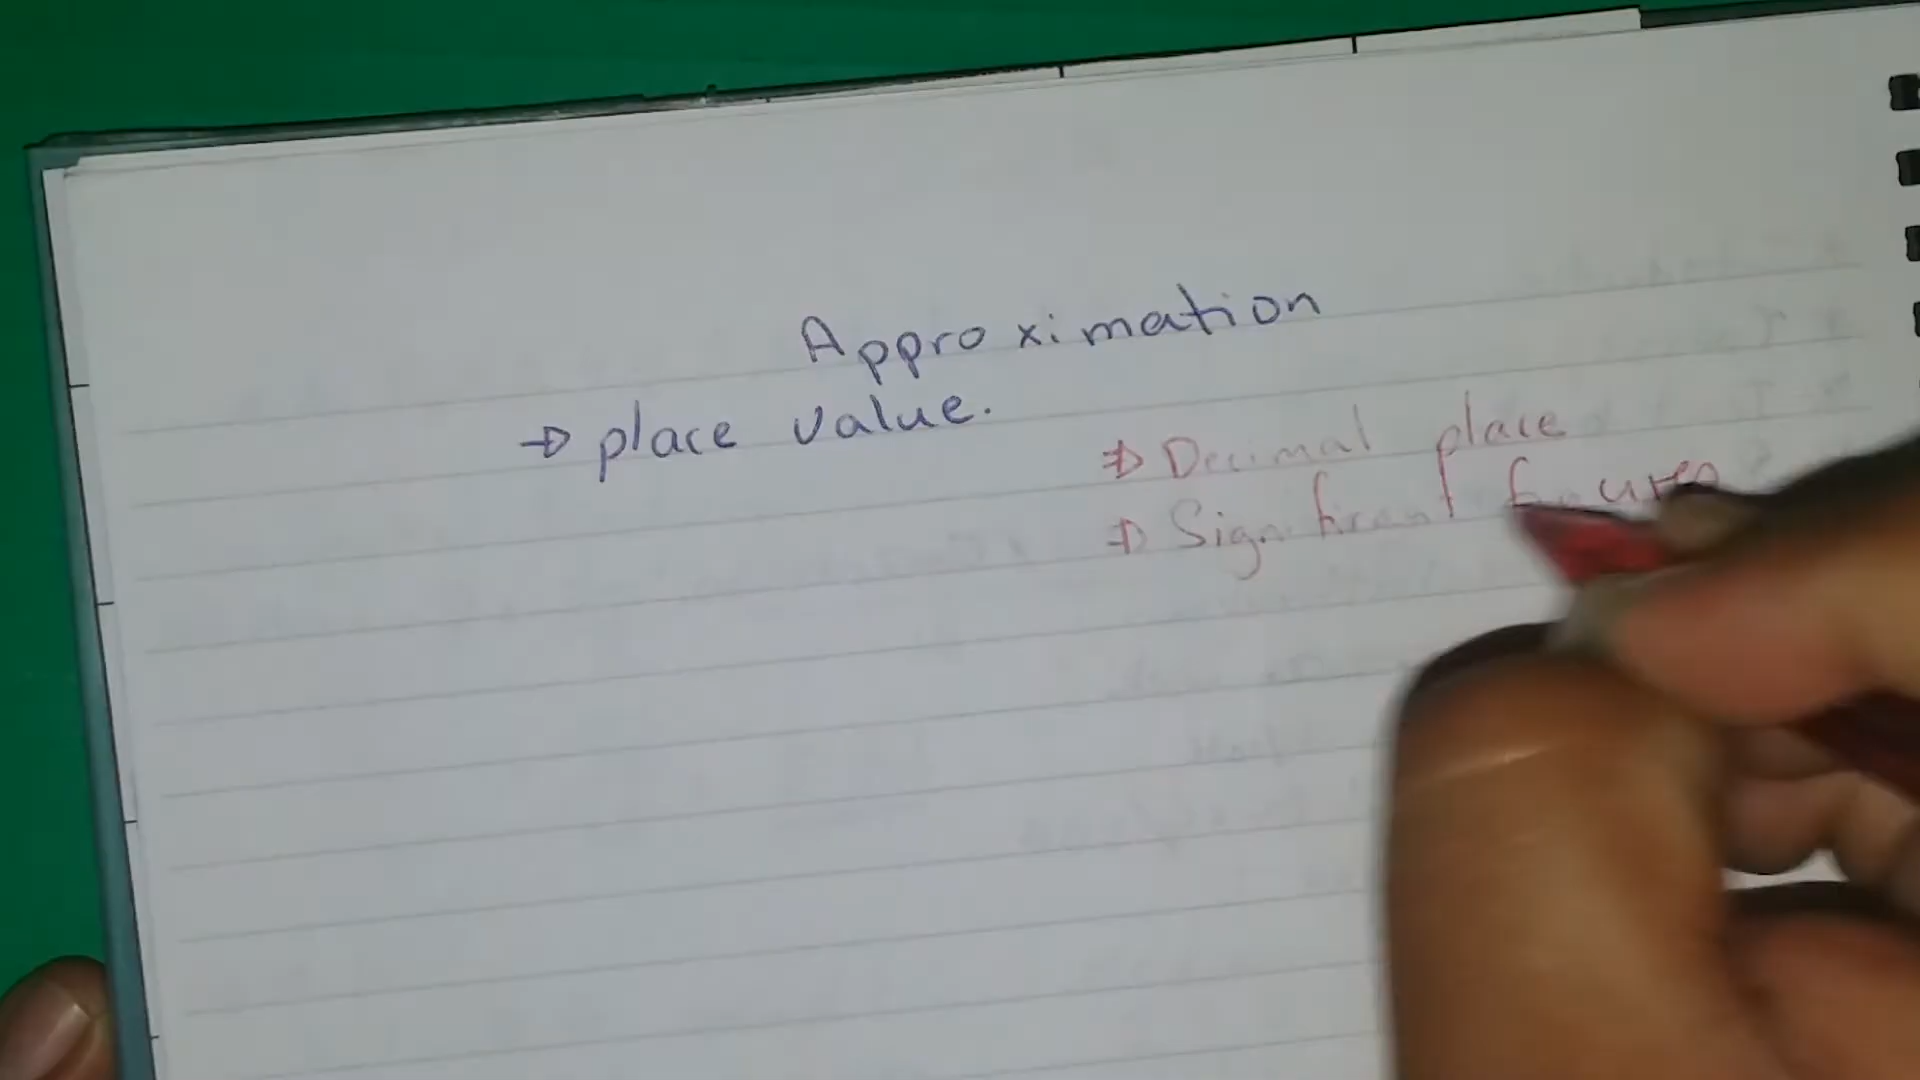 Approximation
⇒ place value.
⇒ Decimal place
⇒ Significant figures